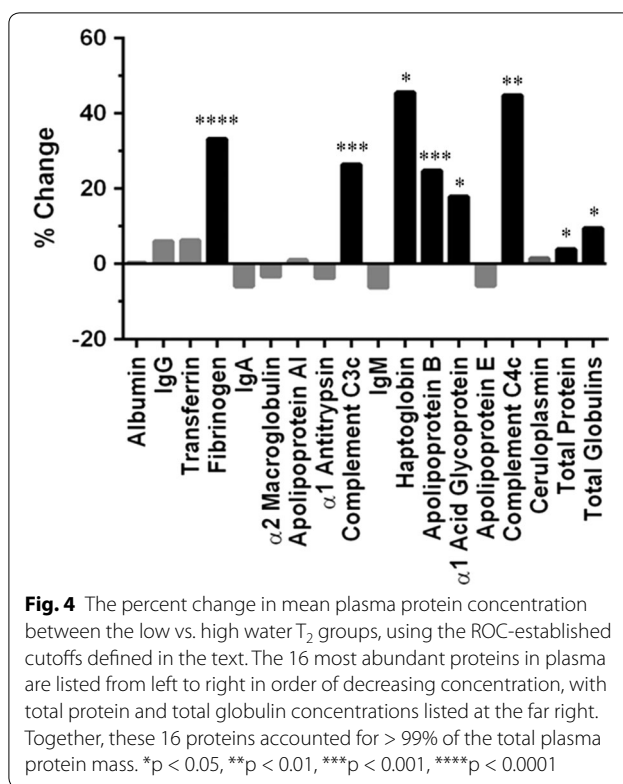 60
40
20
0
-20
% Change
****
***
*
***
*
**
*
*
Albumin
IgG
Transferrin
Fibrinogen
IgA
α2 Macroglobulin
Apolipoprotein AI
α1 Antitrypsin
Complement C3c
IgM
Haptoglobin
Apolipoprotein B
α1 Acid Glycoprotein
Apolipoprotein E
Complement C4c
Ceruloplasmin
Total Protein
Total Globulins
Fig. 4 The percent change in mean plasma protein concentration
between the low vs. high water T₂ groups, using the ROC-established
cutoffs defined in the text. The 16 most abundant proteins in plasma
are listed from left to right in order of decreasing concentration, with
total protein and total globulin concentrations listed at the far right.
Together, these 16 proteins accounted for > 99% of the total plasma
protein mass. *p < 0.05, **p < 0.01, ***p < 0.001, ****p < 0.0001